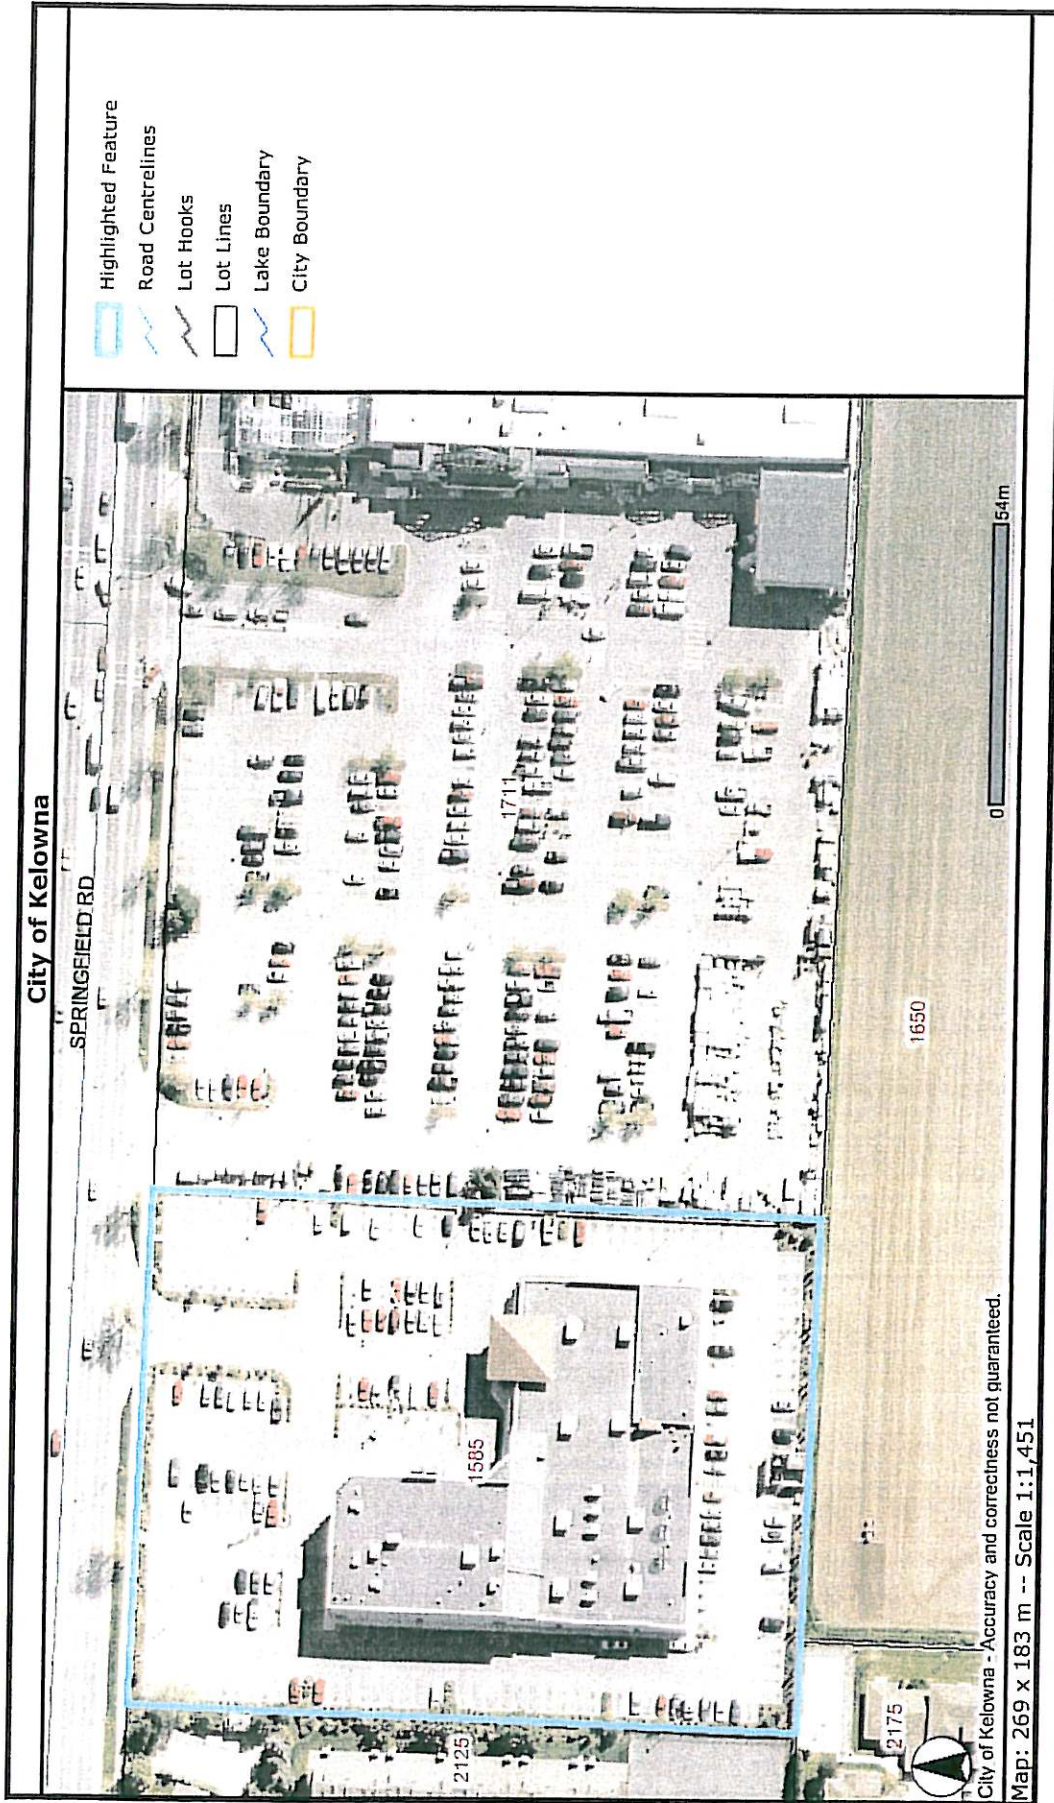 City of Kelowna
SPRINGFIELD RD
Highlighted Feature
Road Centrelines
Lot Hooks
Lot Lines
Lake Boundary
City Boundary
1711
1585
2125
1650
2175
0
54m
City of Kelowna - Accuracy and correctness not guaranteed.
Map: 269 x 183 m -- Scale 1:1,451